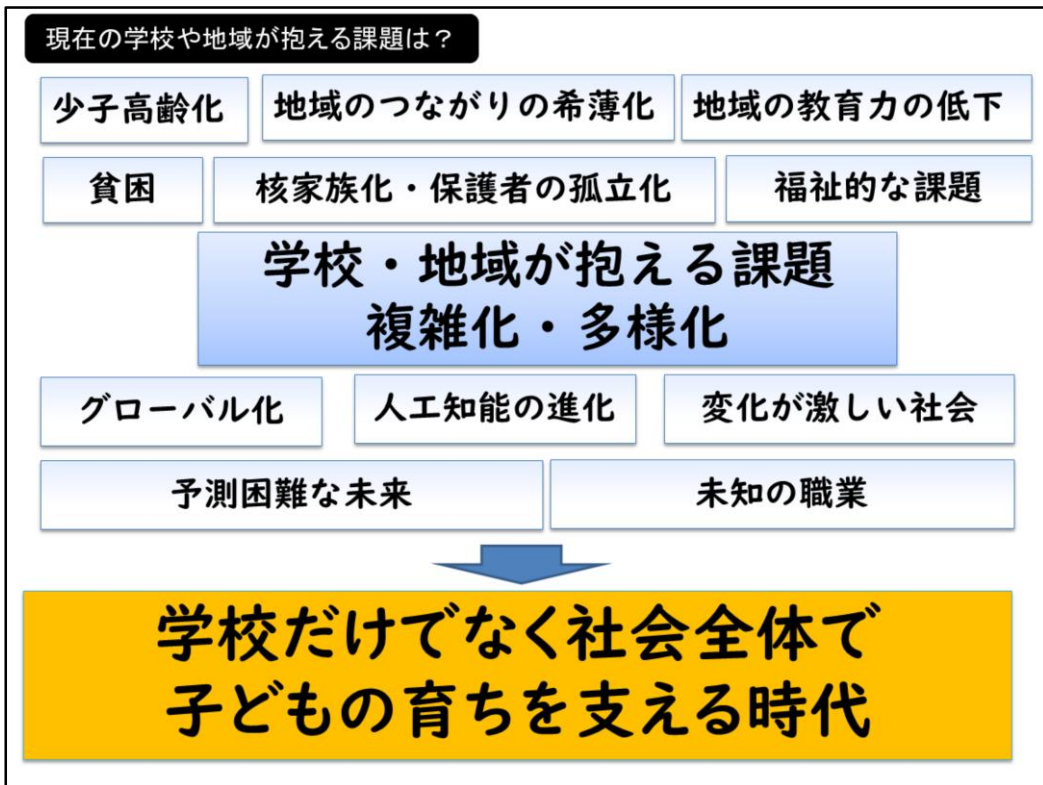 現在の学校や地域が抱える課題は？
少子高齢化
地域のつながりの希薄化
地域の教育力の低下
貧困
核家族化・保護者の孤立化
福祉的な課題
学校・地域が抱える課題
複雑化・多様化
グローバル化
人工知能の進化
変化が激しい社会
予測困難な未来
未知の職業
学校だけでなく社会全体で
子どもの育ちを支える時代